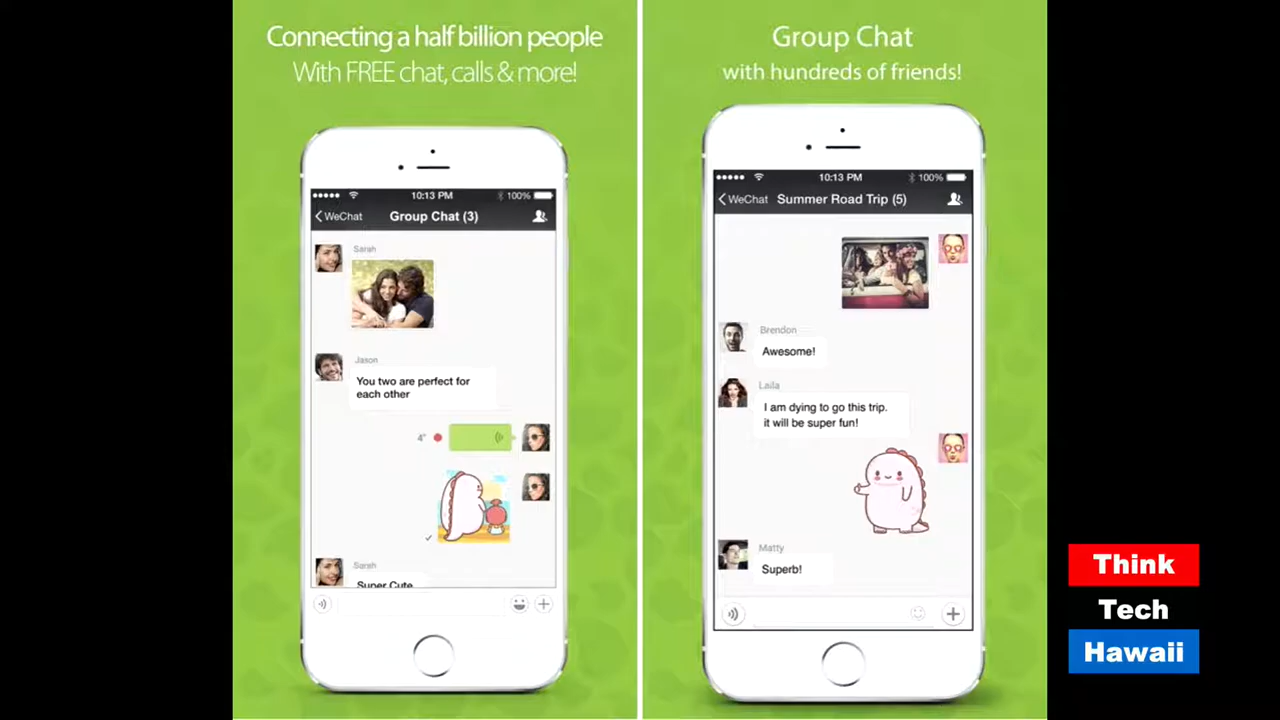 Connecting a half billion people
With FREE chat, calls & more!
10:13 PM
100%
WeChat
Group Chat (3)
Sarah
Jason
You two are perfect for
each other
4"
Sarah
Super Cute
Group Chat
with hundreds of friends!
10:13 PM
100%
WeChat
Summer Road Trip (5)
Brendon
Awesome!
Laila
I am dying to go this trip.
it will be super fun!
Matty
Superb!
Think
Tech
Hawaii